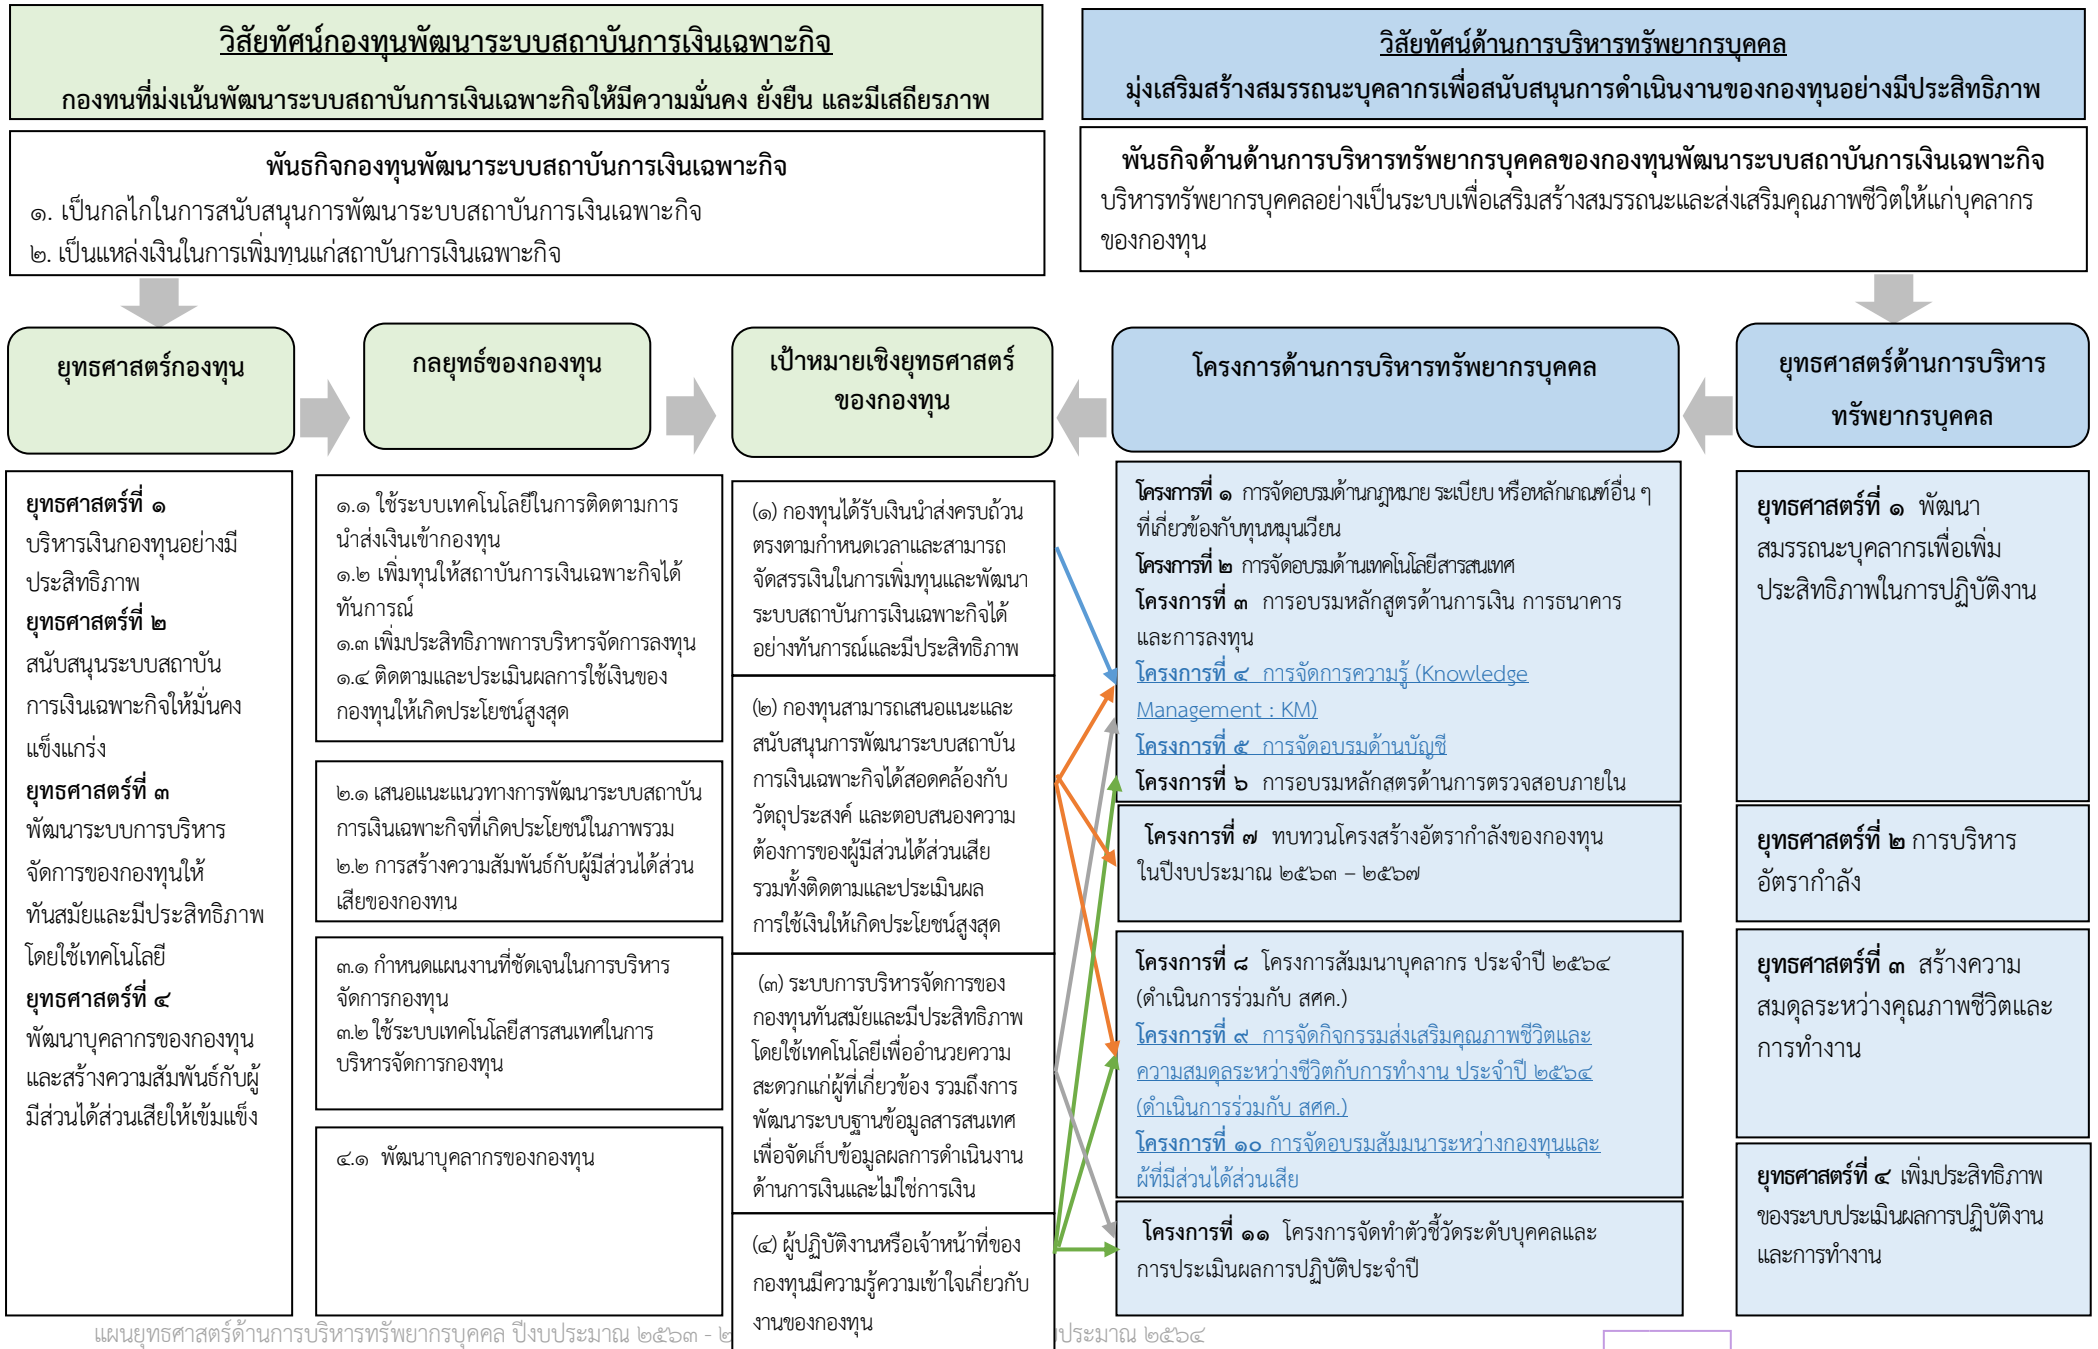 วิสัยทัศน์กองทุนพัฒนาระบบสถาบันการเงินเฉพาะกิจ
กองทุนที่มุ่งเน้นพัฒนาระบบสถาบันการเงินเฉพาะกิจให้มีความมั่นคง ยั่งยืน และมีเสถียรภาพ
วิสัยทัศน์ด้านการบริหารทรัพยากรบุคคล
มุ่งเสริมสร้างสมรรถนะบุคลากรเพื่อสนับสนุนการดำเนินงานของกองทุนอย่างมีประสิทธิภาพ
พันธกิจกองทุนพัฒนาระบบสถาบันการเงินเฉพาะกิจ
๑. เป็นกลไกในการสนับสนุนการพัฒนาระบบสถาบันการเงินเฉพาะกิจ
๒. เป็นแหล่งเงินในการเพิ่มทุนแก่สถาบันการเงินเฉพาะกิจ
พันธกิจด้านด้านการบริหารทรัพยากรบุคคลของกองทุนพัฒนาระบบสถาบันการเงินเฉพาะกิจ
บริหารทรัพยากรบุคคลอย่างเป็นระบบเพื่อเสริมสร้างสมรรถนะและส่งเสริมคุณภาพชีวิตให้แก่บุคลากร
ของกองทุน
ยุทธศาสตร์กองทุน
กลยุทธ์ของกองทุน
เป้าหมายเชิงยุทธศาสตร์
ของกองทุน
โครงการด้านการบริหารทรัพยากรบุคคล
ยุทธศาสตร์ด้านการบริหาร
ทรัพยากรบุคคล
ยุทธศาสตร์ที่ ๑
บริหารเงินกองทุนอย่างมี
ประสิทธิภาพ
ยุทธศาสตร์ที่ ๒
สนับสนุนระบบสถาบัน
การเงินเฉพาะกิจให้มั่นคง
แข็งแกร่ง
ยุทธศาสตร์ที่ ๓
พัฒนาระบบการบริหาร
จัดการของกองทุนให้
ทันสมัยและมีประสิทธิภาพ
โดยใช้เทคโนโลยี
ยุทธศาสตร์ที่ ๔
พัฒนาบุคลากรของกองทุน
และสร้างความสัมพันธ์กับผู้
มีส่วนได้ส่วนเสียให้เข้มแข็ง
๑.๑ ใช้ระบบเทคโนโลยีในการติดตามการ
นำส่งเงินเข้ากองทุน
๑.๒ เพิ่มทุนให้สถาบันการเงินเฉพาะกิจได้
ทันการณ์
๑.๓ เพิ่มประสิทธิภาพการบริหารจัดการลงทุน
๑.๔ ติดตามและประเมินผลการใช้เงินของ
กองทุนให้เกิดประโยชน์สูงสุด
๒.๑ เสนอแนะแนวทางการพัฒนาระบบสถาบัน
การเงินเฉพาะกิจที่เกิดประโยชน์ในภาพรวม
๒.๒ การสร้างความสัมพันธ์กับผู้มีส่วนได้ส่วน
เสียของกองทุน
๓.๑ กำหนดแผนงานที่ชัดเจนในการบริหาร
จัดการกองทุน
๓.๒ ใช้ระบบเทคโนโลยีสารสนเทศในการ
บริหารจัดการกองทุน
๔.๑ พัฒนาบุคลากรของกองทุน
(๑) กองทุนได้รับเงินนำส่งครบถ้วน
ตรงตามกำหนดเวลาและสามารถ
จัดสรรเงินในการเพิ่มทุนและพัฒนา
ระบบสถาบันการเงินเฉพาะกิจได้
อย่างทันการณ์และมีประสิทธิภาพ
(๒) กองทุนสามารถเสนอแนะและ
สนับสนุนการพัฒนาระบบสถาบัน
การเงินเฉพาะกิจได้สอดคล้องกับ
วัตถุประสงค์ และตอบสนองความ
ต้องการของผู้มีส่วนได้ส่วนเสีย
รวมทั้งติดตามและประเมินผล
การใช้เงินให้เกิดประโยชน์สูงสุด
(๓) ระบบการบริหารจัดการของ
กองทุนทันสมัยและมีประสิทธิภาพ
โดยใช้เทคโนโลยีเพื่ออำนวยความ
สะดวกแก่ผู้ที่เกี่ยวข้อง รวมถึงการ
พัฒนาระบบฐานข้อมูลสารสนเทศ
เพื่อจัดเก็บข้อมูลผลการดำเนินงาน
ด้านการเงินและไม่ใช่การเงิน
(๔) ผู้ปฏิบัติงานหรือเจ้าหน้าที่ของ
กองทุนมีความรู้ความเข้าใจเกี่ยวกับ
งานของกองทุน
โครงการที่ ๑ การจัดอบรมด้านกฎหมาย ระเบียบ หรือหลักเกณฑ์อื่น ๆ
ที่เกี่ยวข้องกับทุนหมุนเวียน
โครงการที่ ๒ การจัดอบรมด้านเทคโนโลยีสารสนเทศ
โครงการที่ ๓ การอบรมหลักสูตรด้านการเงิน การธนาคาร
และการลงทุน
โครงการที่ ๔ การจัดการความรู้ (Knowledge
Management : KM)
โครงการที่ ๕ การจัดอบรมด้านบัญชี
โครงการที่ ๖ การอบรมหลักสูตรด้านการตรวจสอบภายใน
โครงการที่ ๗ ทบทวนโครงสร้างอัตรากำลังของกองทุน
ในปีงบประมาณ ๒๕๖๓ – ๒๕๖๗
โครงการที่ ๘ โครงการสัมมนาบุคลากร ประจำปี ๒๕๖๔
(ดำเนินการร่วมกับ สศค.)
โครงการที่ ๙ การจัดกิจกรรมส่งเสริมคุณภาพชีวิตและ
ความสมดุลระหว่างชีวิตกับการทำงาน ประจำปี ๒๕๖๔
(ดำเนินการร่วมกับ สศค.)
โครงการที่ ๑๐ การจัดอบรมสัมมนาระหว่างกองทุนและ
ผู้ที่มีส่วนได้ส่วนเสีย
โครงการที่ ๑๑ โครงการจัดทำตัวชี้วัดระดับบุคคลและ
การประเมินผลการปฏิบัติประจำปี
ยุทธศาสตร์ที่ ๑ พัฒนา
สมรรถนะบุคลากรเพื่อเพิ่ม
ประสิทธิภาพในการปฏิบัติงาน
ยุทธศาสตร์ที่ ๒ การบริหาร
อัตรากำลัง
ยุทธศาสตร์ที่ ๓ สร้างความ
สมดุลระหว่างคุณภาพชีวิตและ
การทำงาน
ยุทธศาสตร์ที่ ๔ เพิ่มประสิทธิภาพ
ของระบบประเมินผลการปฏิบัติงาน
และการทำงาน
แผนยุทธศาสตร์ด้านการบริหารทรัพยากรบุคคล ปีงบประมาณ ๒๕๖๓ - ๒ ประมาณ ๒๕๖๔